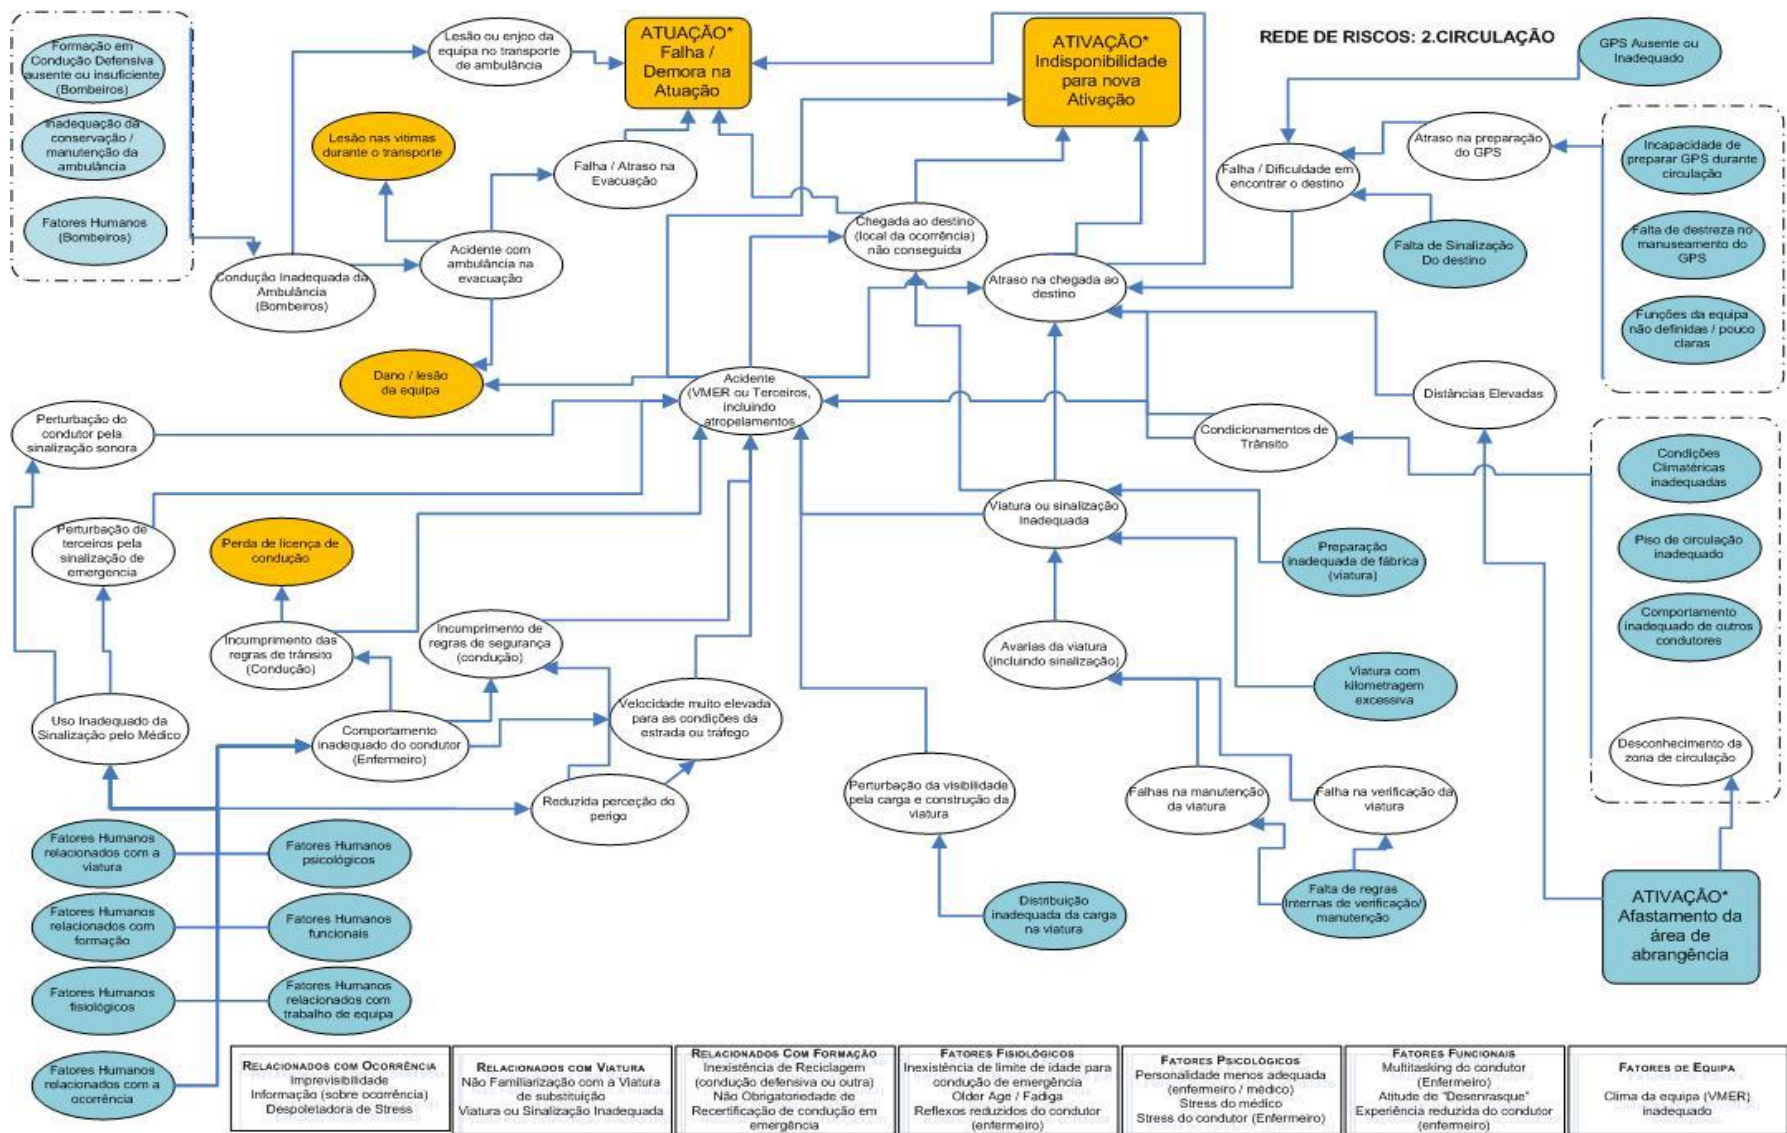 REDE DE RISCOS: 2.CIRCULAÇÃO
Formação em
Condução Defensiva
ausente ou insuficiente
(Bombeiros)
Inadequação da
conservação /
manutenção da
ambulância
Fatores Humanos
(Bombeiros)
Lesão ou enjoo da
equipa no transporte
de ambulância
ATUAÇÃO*
Falha /
Demora na
Atuação
ATIVAÇÃO*
Indisponibilidade
para nova
Ativação
GPS Ausente ou
Inadequado
Lesão nas vitimas
durante o transporte
Falha / Atraso na
Evacuação
Atraso na preparação
do GPS
Falha / Dificuldade em
encontrar o destino
Incapacidade de
preparar GPS durante
circulação
Falta de destreza no
manuseamento do
GPS
Funções da equipa
não definidas / pouco
claras
Chegada ao destino
(local da ocorrência)
não conseguida
Falta de Sinalização
Do destino
Acidente com
ambulância na
evacuação
Condução Inadequada da
Ambulância
(Bombeiros)
Atraso na chegada ao
destino
Dano / lesão
da equipa
Acidente
(VMER ou Terceiros,
incluindo
atropelamentos
Distâncias Elevadas
Condicionamentos de
Trânsito
Perturbação do
condutor pela
sinalização sonora
Condições
Climatéricas
inadequadas
Piso de circulação
inadequado
Comportamento
inadequado de outros
condutores
Desconhecimento da
zona de circulação
Viatura ou sinalização
Inadequada
Perturbação de
terceiros pela
sinalização de
emergencia
Perda de licença de
condução
Preparação
inadequada de fábrica
(viatura)
Incumprimento das
regras de trânsito
(Condução)
Incumprimento de
regras de segurança
(condução)
Avarias da viatura
(incluindo sinalização)
Viatura com
kilometragem
excessiva
Uso Inadequado da
Sinalização pelo Médico
Comportamento
inadequado do condutor
(Enfermeiro)
Velocidade muito elevada
para as condições da
estrada ou tráfego
Reduzida perceção do
perigo
Perturbação da visibilidade
pela carga e construção da
viatura
Falhas na manutenção
da viatura
Falha na verificação da
viatura
Fatores Humanos
relacionados com a
viatura
Fatores Humanos
psicológicos
Fatores Humanos
relacionados com
formação
Fatores Humanos
funcionais
Fatores Humanos
fisiológicos
Fatores Humanos
relacionados com
trabalho de equipa
Fatores Humanos
relacionados com a
ocorrência
Distribuição
inadequada da carga
na viatura
Falta de regras
Internas de verificação/
manutenção
ATIVAÇÃO*
Afastamento da
área de
abrangência
RELACIONADOS COM OCORRÊNCIA
Imprevisibilidade
Informação (sobre ocorrência)
Despoletadora de Stress
RELACIONADOS COM VIATURA
Não Familiarização com a Viatura
de substituição
Viatura ou Sinalização Inadequada
RELACIONADOS COM FORMAÇÃO
Inexistência de Reciclagem
(condução defensiva ou outra)
Não Obrigatoriedade de
Recertificação de condução em
emergência
FATORES FISIOLÓGICOS
Inexistência de limite de idade para
condução de emergência
Older Age / Fadiga
Reflexos reduzidos do condutor
(enfermeiro)
FATORES PSICOLÓGICOS
Personalidade menos adequada
(enfermeiro / médico)
Stress do médico
Stress do condutor (Enfermeiro)
FATORES FUNCIONAIS
Multitasking do condutor
(Enfermeiro)
Atitude de "Desenrasque"
Experiência reduzida do condutor
(enfermeiro)
FATORES DE EQUIPA
Clima da equipa (VMER)
inadequado